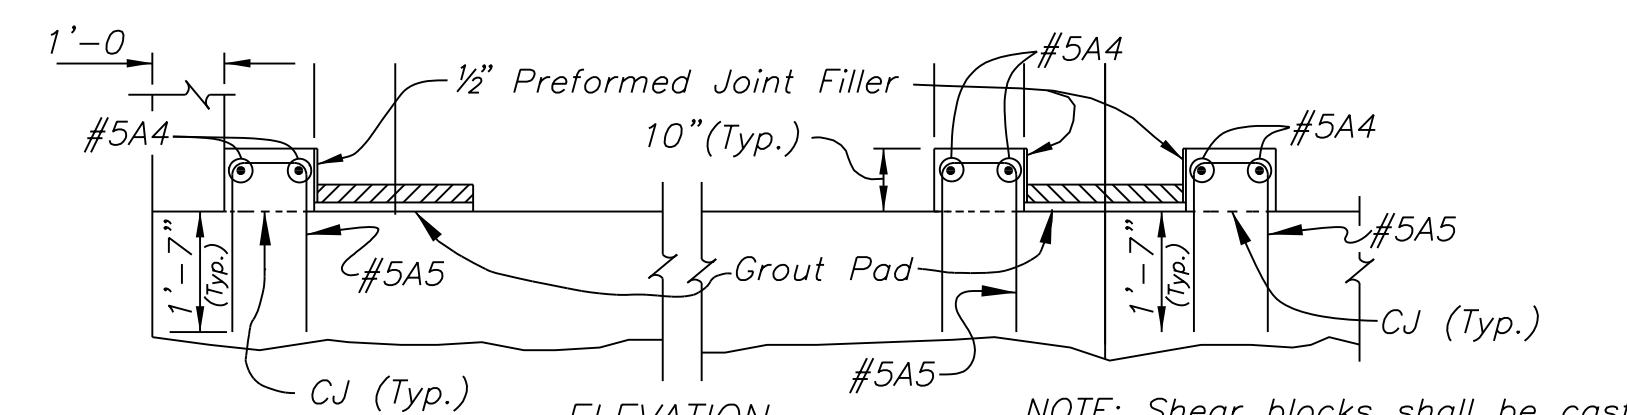 1'-0
#5A4
½" Preformed Joint Filler
#5A4
10"(Typ.)
#5A4
1'-7"
(Typ.)
#5A5
Grout Pad
1'-7"
(Typ.)
#5A5
CJ (Typ.)
#5A5
CJ (Typ.)
ELEVATION
NOTE: Shear blocks shall be cast